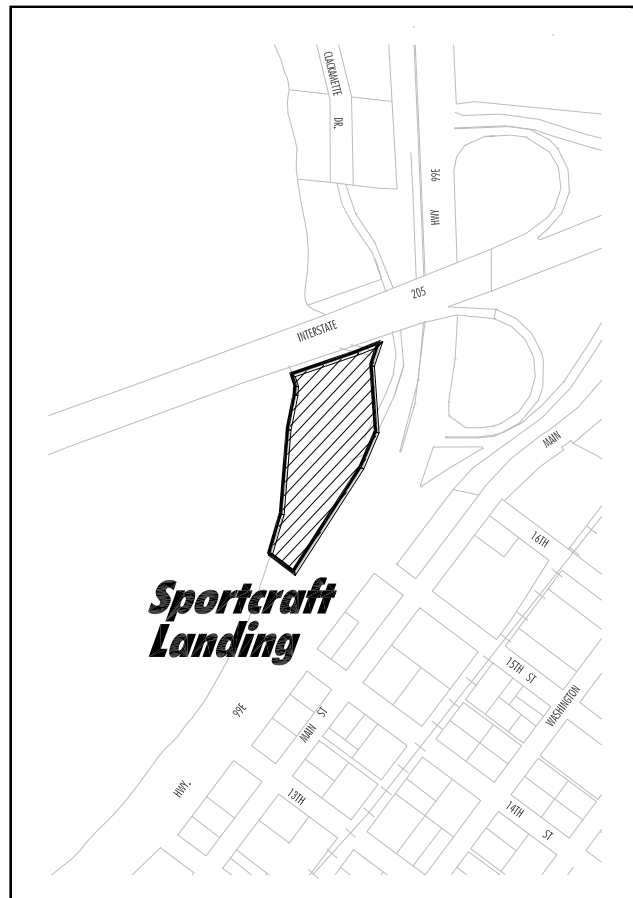 CLACKAMETTE
DR.
HWY 99E
INTERSTATE 205
MAIN
16TH
Sportcraft
Landing
15TH ST
WASHINGTON
MAIN ST
HWY. 99E
13TH
14TH ST